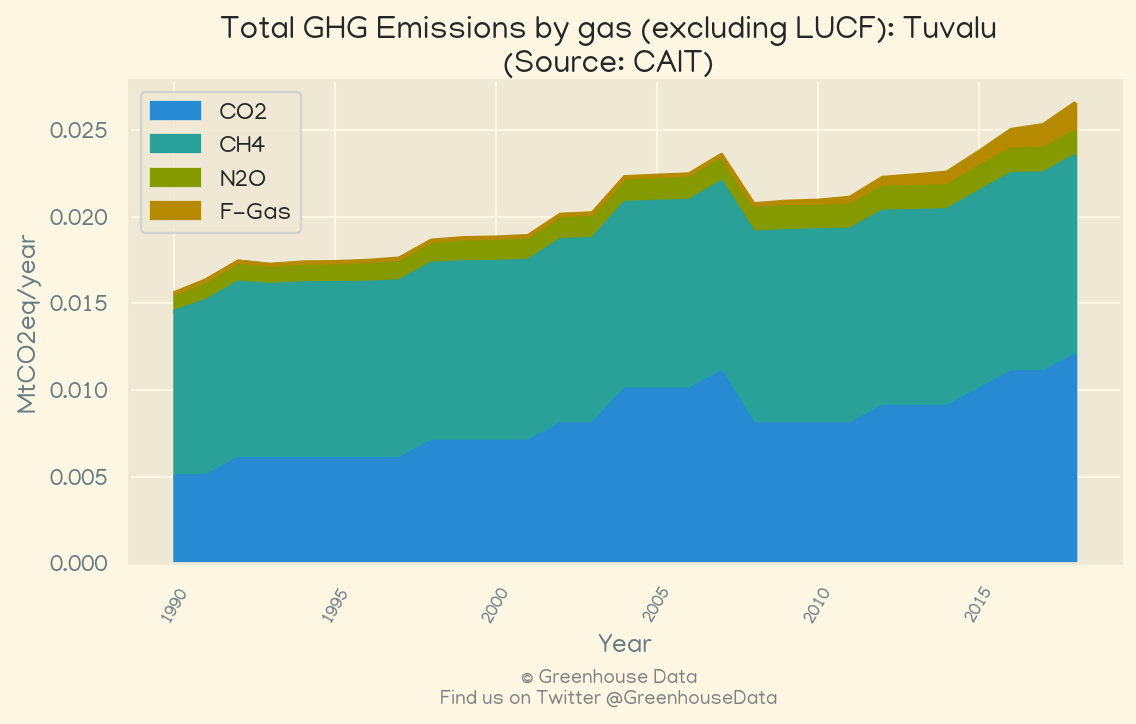 Total GHG Emissions by gas (excluding LUCF): Tuvalu
(Source: CAIT)
CO2
CH4
N2O
F-Gas
0.025
0.020
0.015
0.010
0.005
0.000
MtCO2eq/year
1990
1995
2000
2005
2010
2015
Year
© Greenhouse Data
Find us on Twitter @GreenhouseData